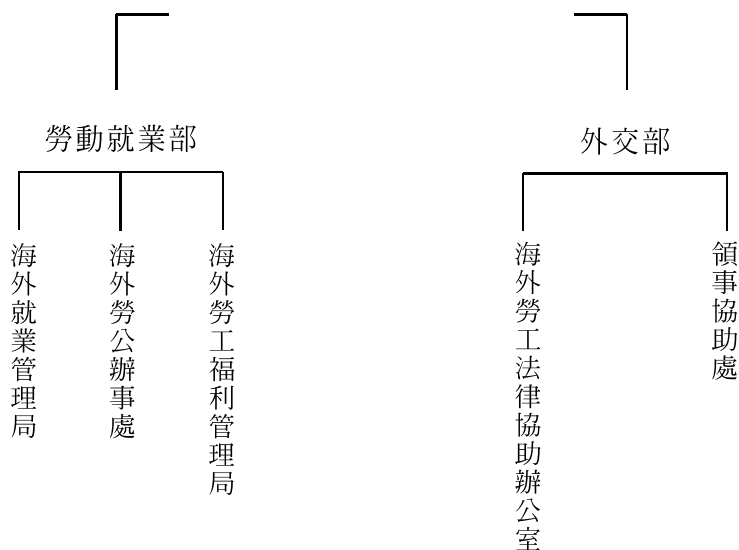 勞動就業部
外交部
海外就業管理局
海外勞公辦事處
海外勞工福利管理局
海外勞工法律協助辦公室
領事協助處